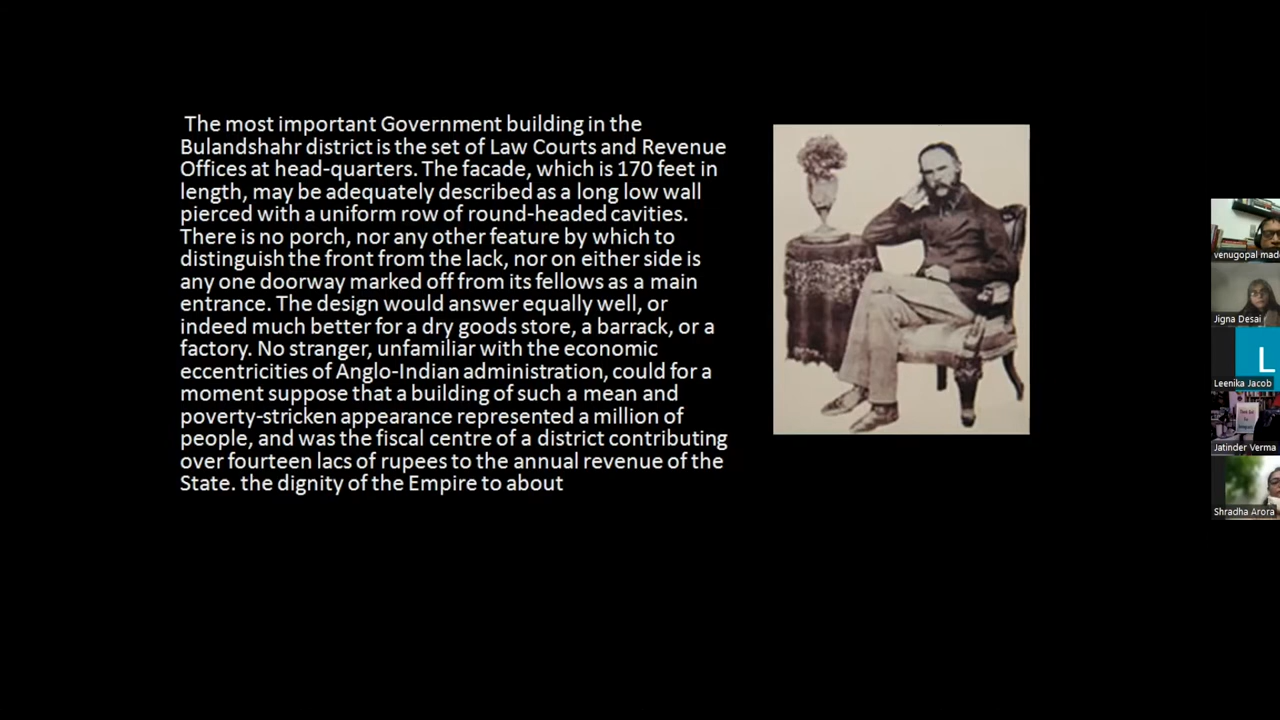 The most important Government building in the
Bulandshahr district is the set of Law Courts and Revenue
Offices at head-quarters. The facade, which is 170 feet in
length, may be adequately described as a long low wall
pierced with a uniform row of round-headed cavities.
There is no porch, nor any other feature by which to
distinguish the front from the lack, nor on either side is
any one doorway marked off from its fellows as a main
entrance. The design would answer equally well, or
indeed much better for a dry goods store, a barrack, or a
factory. No stranger, unfamiliar with the economic
eccentricities of Anglo-Indian administration, could for a
moment suppose that a building of such a mean and
poverty-stricken appearance represented a million of
people, and was the fiscal centre of a district contributing
over fourteen lacs of rupees to the annual revenue of the
State. the dignity of the Empire to about
venugopal mad
Jigna Desai
L
Leenika Jacob
Jatinder Verma
Shradha Arora